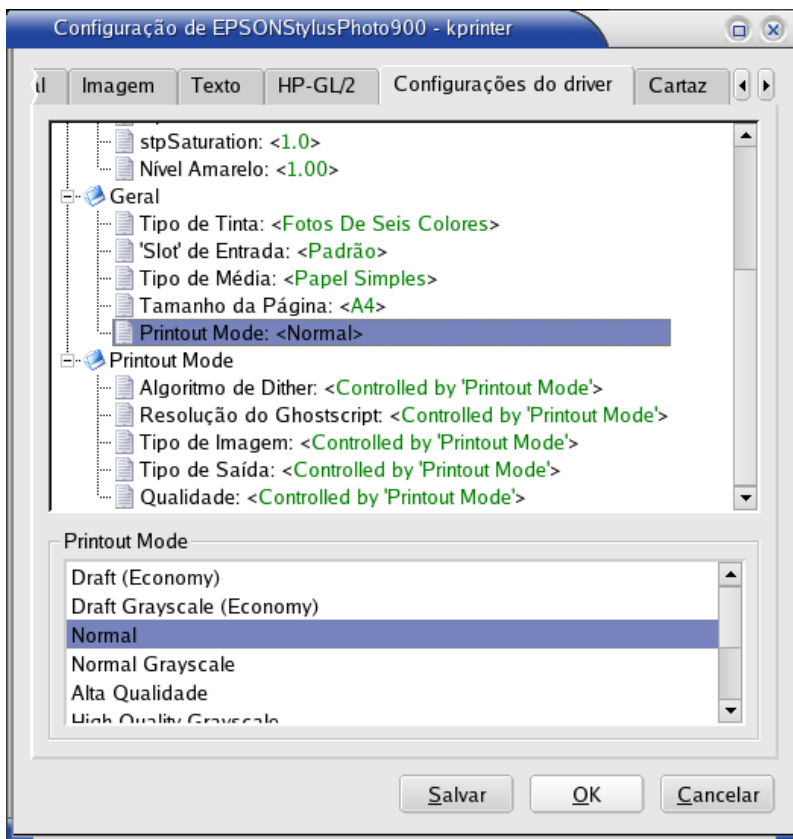 Configuração de EPSONStylusPhoto900 - kprinter
Imagem Texto HP-GL/2 Configurações do driver Cartaz
stpSaturation: <1.0>
Nível Amarelo: <1.00>
Geral
Tipo de Tinta: <Fotos De Seis Colores>
'Slot' de Entrada: <Padrão>
Tipo de Média: <Papel Simples>
Tamanho da Página: <A4>
Printout Mode: <Normal>
Printout Mode
Algoritmo de Dither: <Controlled by 'Printout Mode'>
Resolução do Ghostscript: <Controlled by 'Printout Mode'>
Tipo de Imagem: <Controlled by 'Printout Mode'>
Tipo de Saída: <Controlled by 'Printout Mode'>
Qualidade: <Controlled by 'Printout Mode'>
Printout Mode
Draft (Economy)
Draft Grayscale (Economy)
Normal
Normal Grayscale
Alta Qualidade
High Quality Grayscale
Salvar OK Cancelar